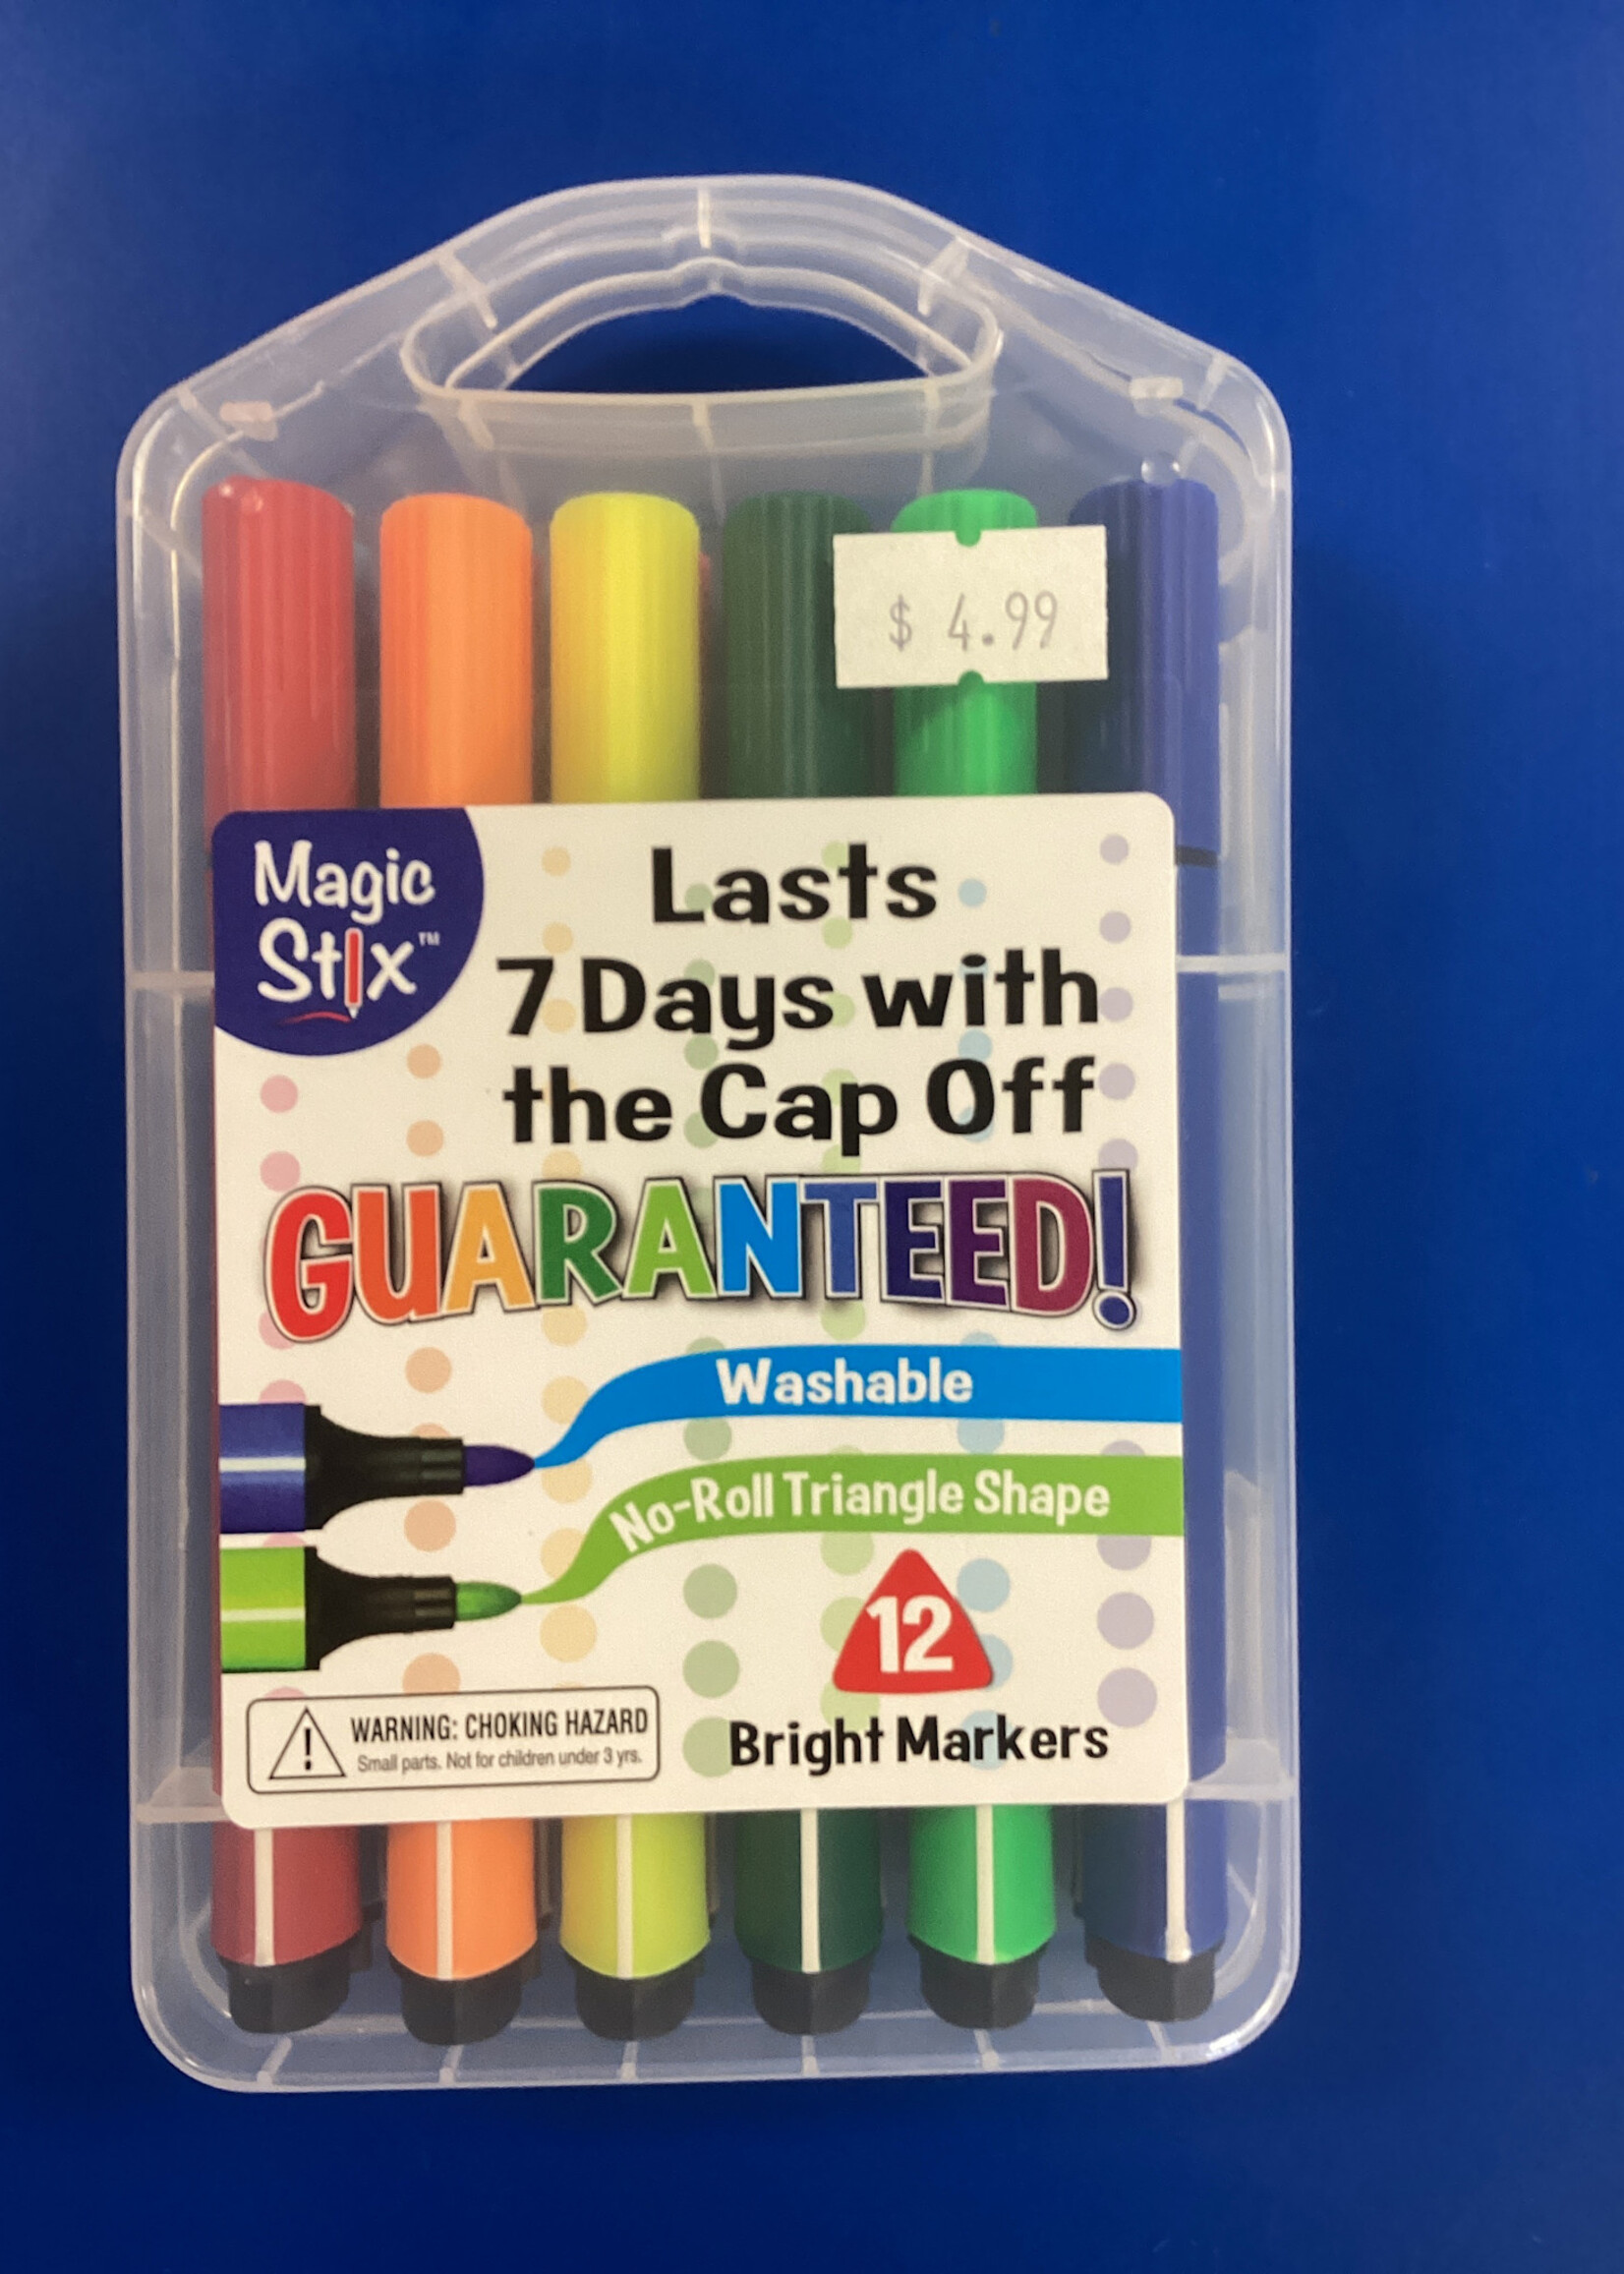 $ 4.99
Magic
Stix™
Lasts
7 Days with
the Cap Off
GUARANTEED!
Washable
No-Roll Triangle Shape
12
Bright Markers
! WARNING: CHOKING HAZARD
Small parts. Not for children under 3 yrs.